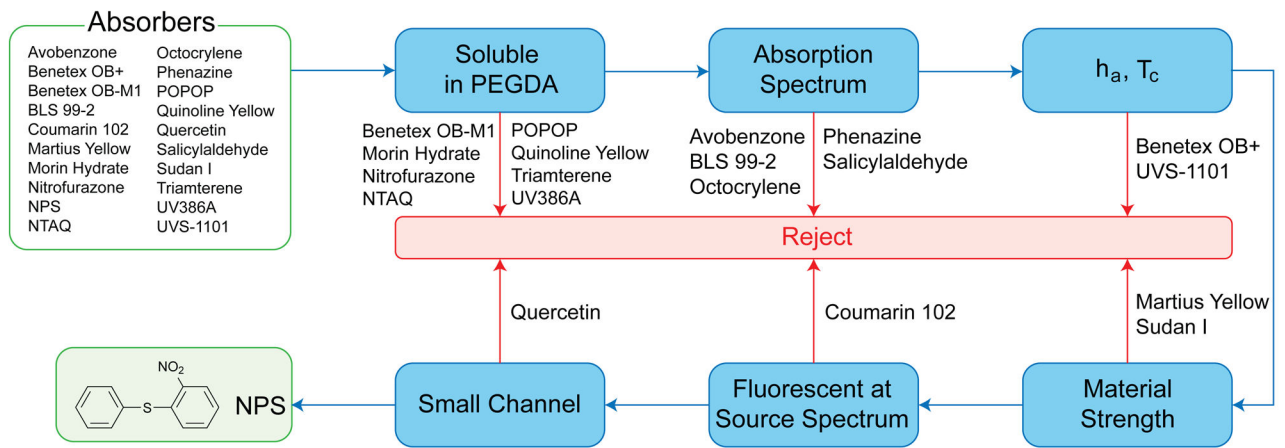 Absorbers
Avobenzone
Benetex OB+
Benetex OB-M1
BLS 99-2
Coumarin 102
Martius Yellow
Morin Hydrate
Nitrofurazone
NPS
NTAQ
Octocrylene
Phenazine
POPOP
Quinoline Yellow
Quercetin
Salicylaldehyde
Sudan I
Triamterene
UV386A
UVS-1101
Soluble
in PEGDA
Absorption
Spectrum
ha, Tc
Benetex OB-M1
Morin Hydrate
Nitrofurazone
NTAQ
POPOP
Quinoline Yellow
Triamterene
UV386A
Avobenzone
BLS 99-2
Octocrylene
Phenazine
Salicylaldehyde
Benetex OB+
UVS-1101
Reject
Quercetin
Coumarin 102
Martius Yellow
Sudan I
NO2
S
NPS
Small Channel
Fluorescent at
Source Spectrum
Material
Strength